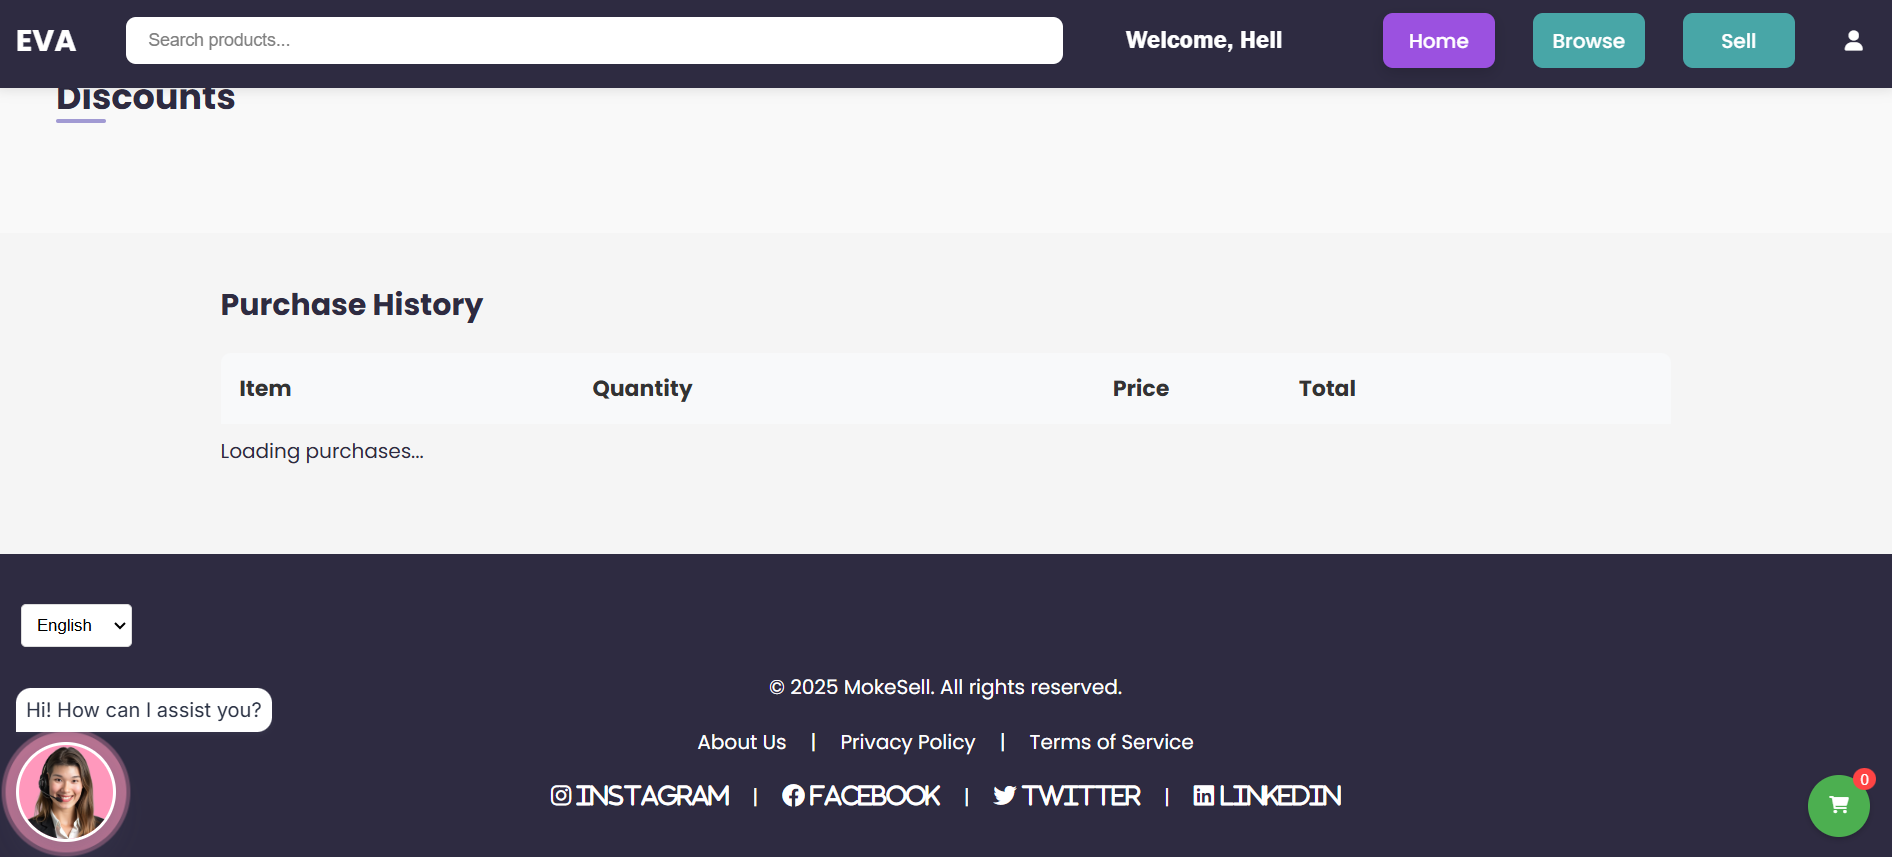 EVA
Search products...
Welcome, Hell
Home
Browse
Sell
Discounts
Purchase History
Item Quantity Price Total
Loading purchases...
English
© 2025 MokeSell. All rights reserved.
Hi! How can I assist you?
About Us | Privacy Policy | Terms of Service
INSTAGRAM | FACEBOOK | TWITTER | LINKEDIN
0